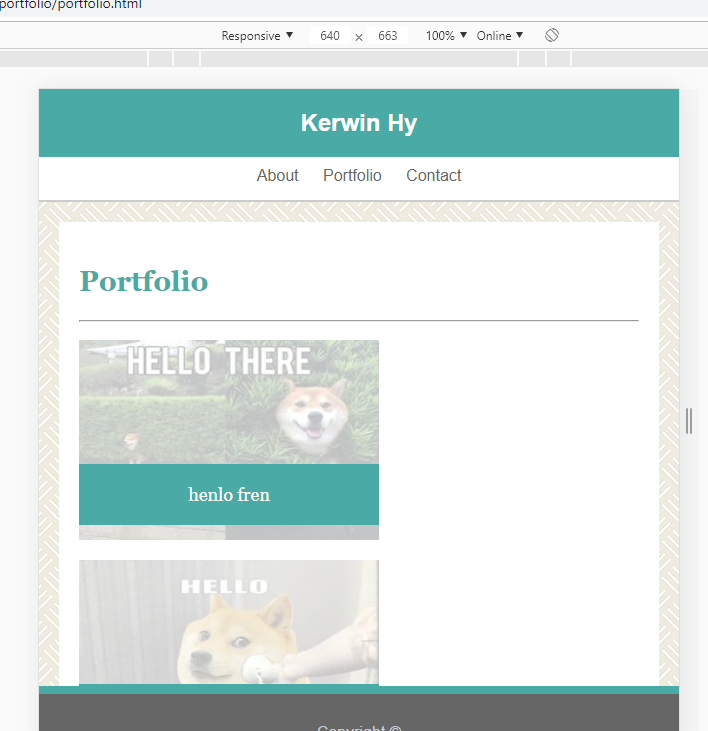 portfolio/portfolio.html
Responsive ▼ 640 × 663 100% ▼ Online ▼
Kerwin Hy
About Portfolio Contact
Portfolio
HELLO THERE
henlo fren
HELLO
Copyright ©